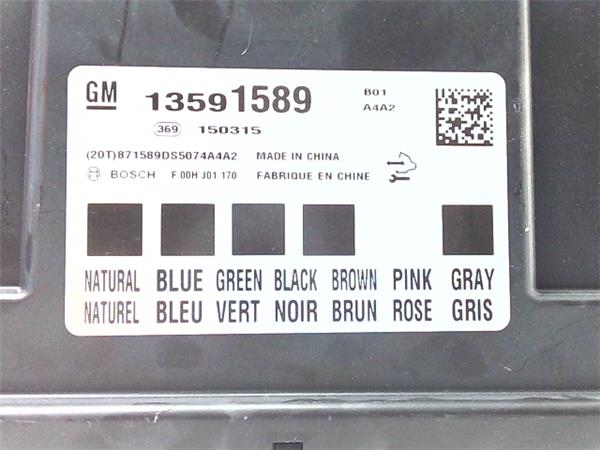 GM 13591589 B01
A4A2
369 150315
(20T)871589DS5074A4A2 MADE IN CHINA
BOSCH F 00H J01 170 FABRIQUE EN CHINE
NATURAL BLUE GREEN BLACK BROWN PINK GRAY
NATUREL BLEU VERT NOIR BRUN ROSE GRIS